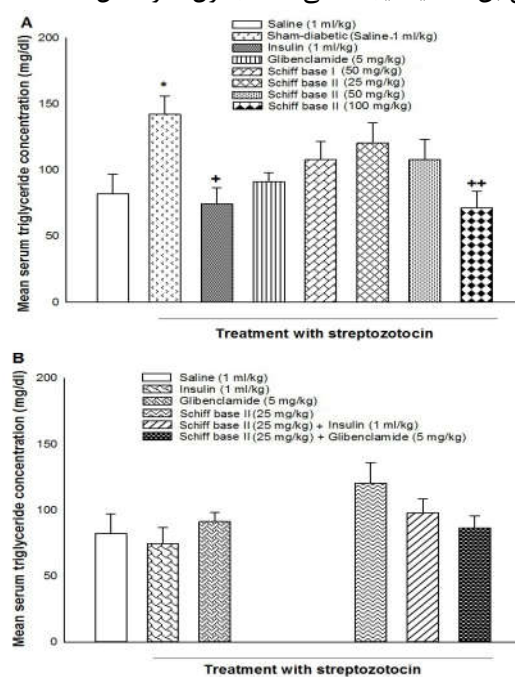 A
Mean serum triglyceride concentration (mg/dl)
200
150
100
50
0
Saline (1 ml/kg)
Sham-diabetic (Saline 1 ml/kg)
Insulin (1 ml/kg)
Glibenclamide (5 mg/kg)
Schiff base I (50 mg/kg)
Schiff base II (25 mg/kg)
Schiff base II (50 mg/kg)
Schiff base II (100 mg/kg)
*
+
++
Treatment with streptozotocin
B
Mean serum triglyceride concentration (mg/dl)
200
150
100
50
0
Saline (1 ml/kg)
Insulin (1 ml/kg)
Glibenclamide (5 mg/kg)
Schiff base II (25 mg/kg)
Schiff base II (25 mg/kg) + Insulin (1 ml/kg)
Schiff base II (25 mg/kg) + Glibenclamide (5 mg/kg)
Treatment with streptozotocin